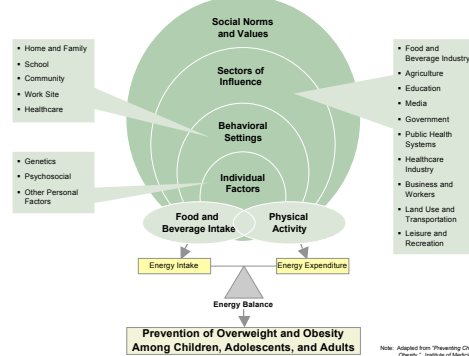 Social Norms
and Values
Sectors of
Influence
Behavioral
Settings
Individual
Factors
▪ Home and Family
▪ School
▪ Community
▪ Work Site
▪ Healthcare
▪ Genetics
▪ Psychosocial
▪ Other Personal
Factors
▪ Food and
Beverage Industry
▪ Agriculture
▪ Education
▪ Media
▪ Government
▪ Public Health
Systems
▪ Healthcare
Industry
▪ Business and
Workers
▪ Land Use and
Transportation
▪ Leisure and
Recreation
Food and
Beverage Intake
Physical
Activity
Energy Intake
Energy Expenditure
Energy Balance
Prevention of Overweight and Obesity
Among Children, Adolescents, and Adults
Note: Adapted from "Preventing
Obesity." Institute of